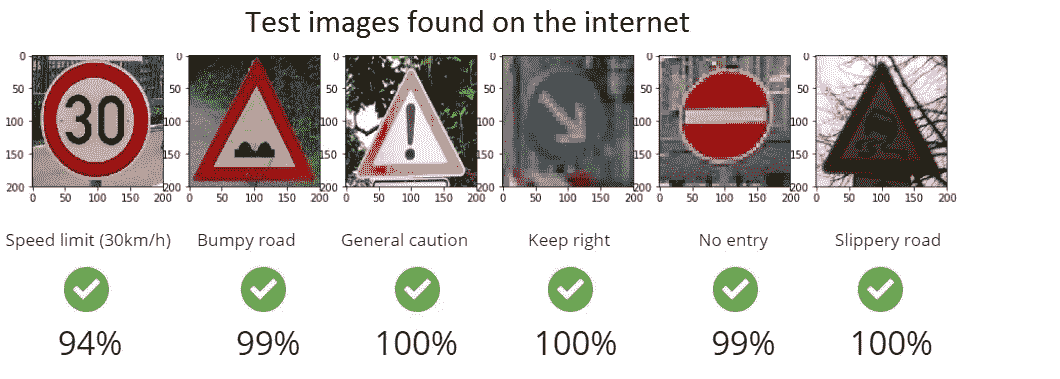 Test images found on the internet
0 0 0 0 0 0
50 50 50 50 50 50
100 100 100 100 100 100
150 150 150 150 150 150
200 200 200 200 200 200
30 !
0 50 100 150 200 0 50 100 150 200 0 50 100 150 200 0 50 100 150 200 0 50 100 150 200 0 50 100 150 200
Speed limit (30km/h) Bumpy road General caution Keep right No entry Slippery road
94% 99% 100% 100% 99% 100%